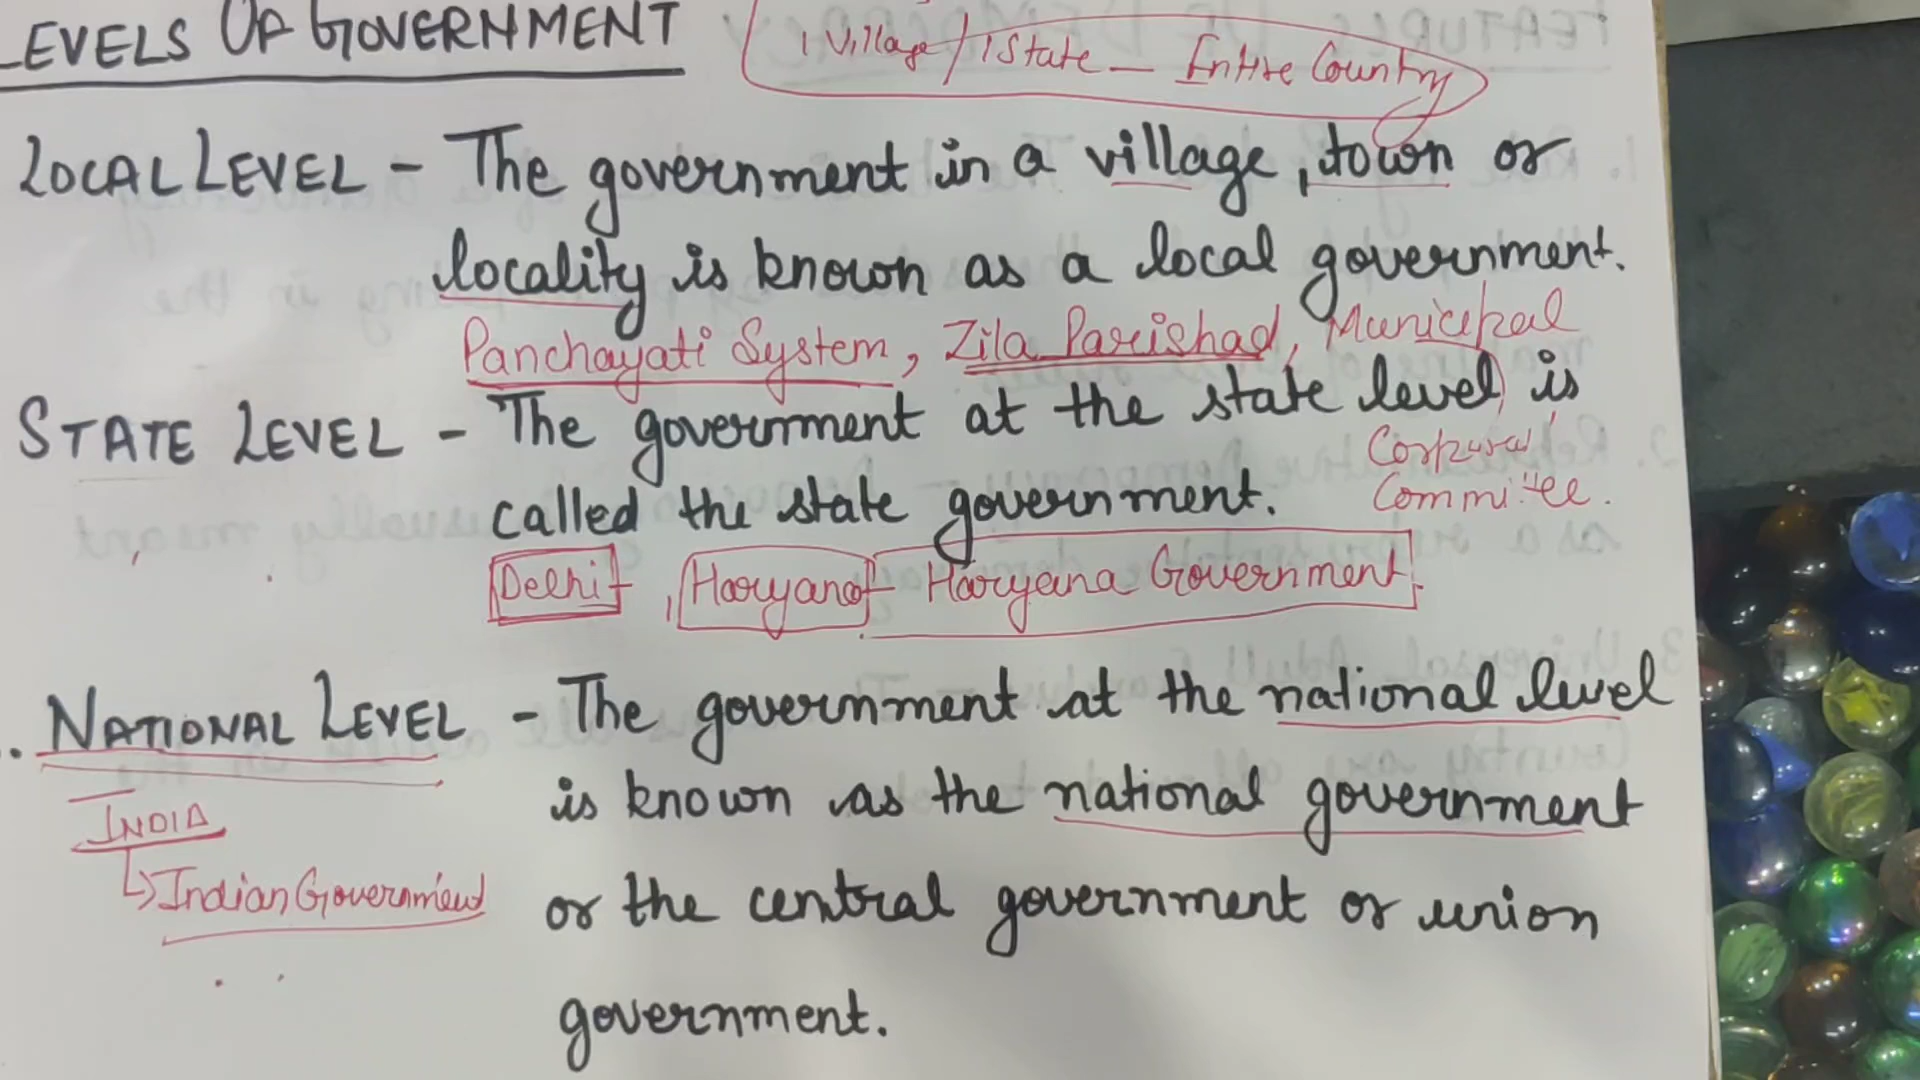 LEVELS OF GOVERNMENT
1 Village / 1 State — Entire Country
LOCAL LEVEL - The government in a village, town or
locality is known as a local government.
Panchayati System, Zila Parishad, Municipal
STATE LEVEL - The government at the state level is
Committee.
called the state government.
Delhi, Haryana - Haryana Government
NATIONAL LEVEL - The government at the national level
is known as the national government
INDIA
Indian Government
or the central government or union
government.